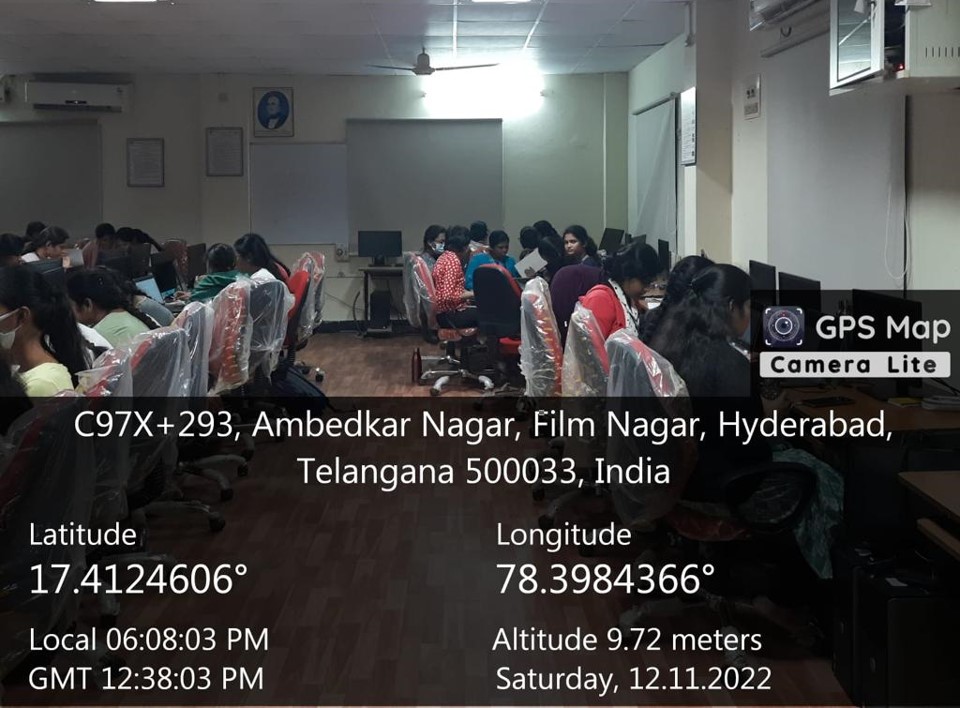 GPS Map
Camera Lite
C97X+293, Ambedkar Nagar, Film Nagar, Hyderabad,
Telangana 500033, India
Latitude
17.4124606°
Longitude
78.3984366°
Local 06:08:03 PM
GMT 12:38:03 PM
Altitude 9.72 meters
Saturday, 12.11.2022